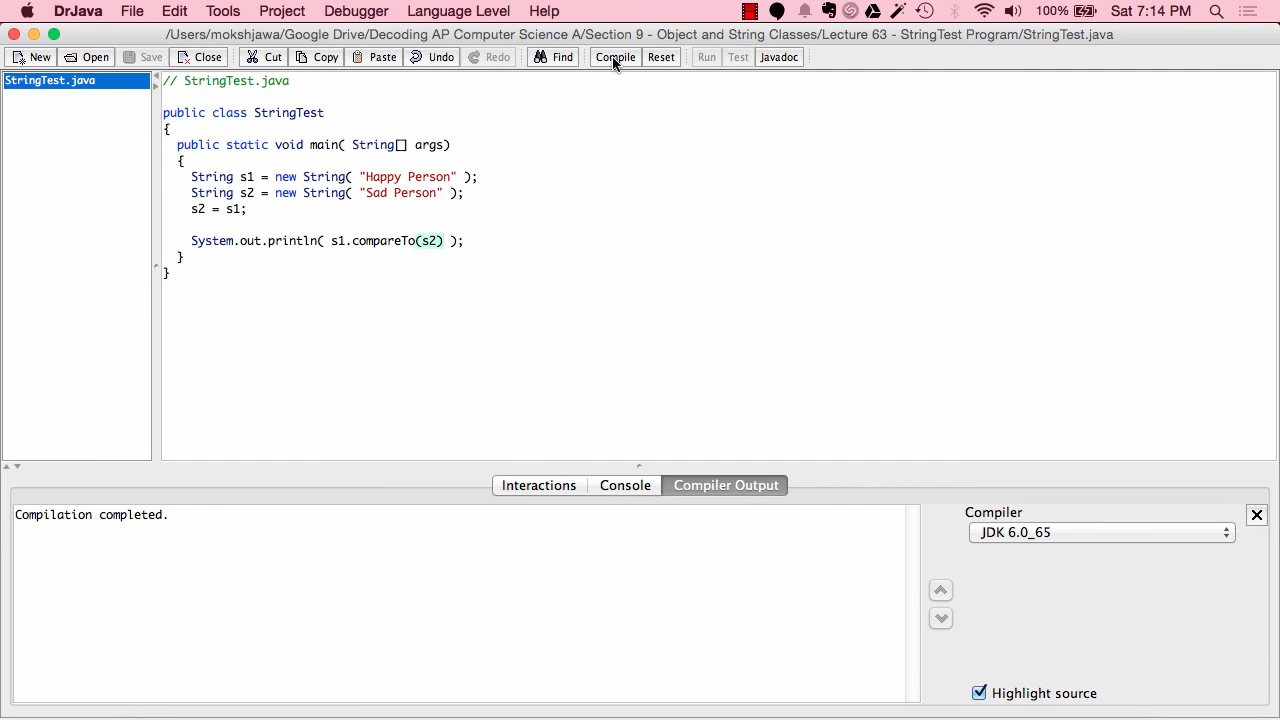 DrJava File Edit Tools Project Debugger Language Level Help 100% Sat 7:14 PM
/Users/mokshjawa/Google Drive/Decoding AP Computer Science A/Section 9 - Object and String Classes/Lecture 63 - StringTest Program/StringTest.java
New Open Save Close Cut Copy Paste Undo Redo Find Compile Reset Run Test Javadoc
StringTest.java
// StringTest.java
public class StringTest
{
public static void main( String[] args)
{
String s1 = new String( "Happy Person" );
String s2 = new String( "Sad Person" );
s2 = s1;
System.out.println( s1.compareTo(s2) );
}
}
Interactions Console Compiler Output
Compilation completed.
Compiler
JDK 6.0_65
Highlight source